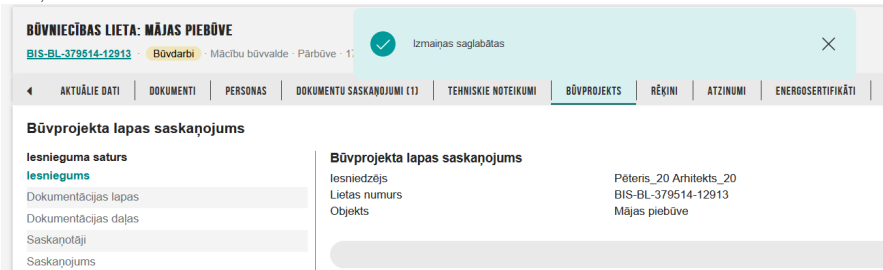 BŪVNIECĪBAS LIETA: MĀJAS PIEBŪVE
BIS-BL-379514-12913 · Būvdarbi · Mācību būvvalde · Pārbūve · 1
Izmaiņas saglabātas
AKTUĀLIE DATI DOKUMENTI PERSONAS DOKUMENTU SASKAŅOJUMI (1) TEHNISKIE NOTEIKUMI BŪVPROJEKTS RĒĶINI ATZINUMI ENERGOSERTIFIKĀTI
Būvprojekta lapas saskaņojums
Iesnieguma saturs
Iesniegums
Dokumentācijas lapas
Dokumentācijas daļas
Saskaņotāji
Saskaņojums
Būvprojekta lapas saskaņojums
Iesniedzējs Pēteris_20 Arhitekts_20
Lietas numurs BIS-BL-379514-12913
Objekts Mājas piebūve